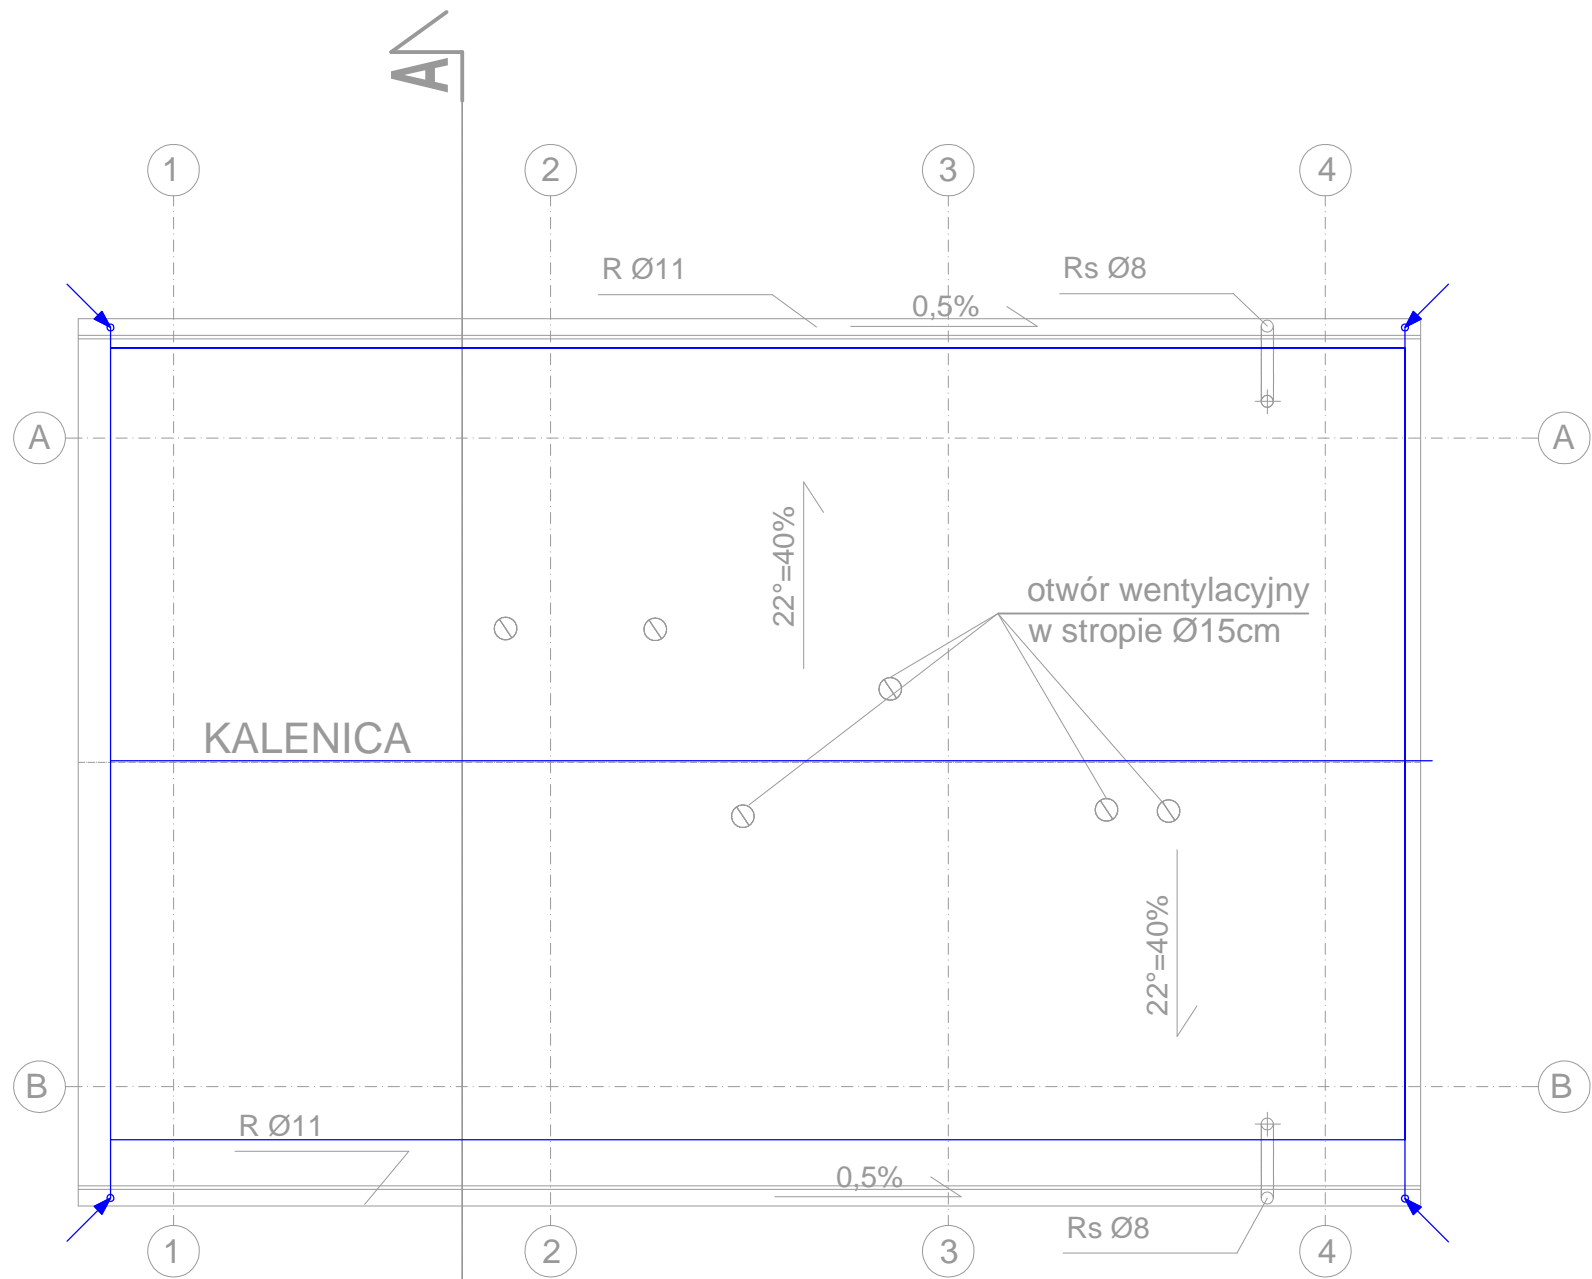 A
1
2
3
4
R Ø11
Rs Ø8
0,5%
A
A
22°=40%
otwór wentylacyjny
w stropie Ø15cm
KALENICA
22°=40%
B
B
R Ø11
0,5%
Rs Ø8
1
2
3
4